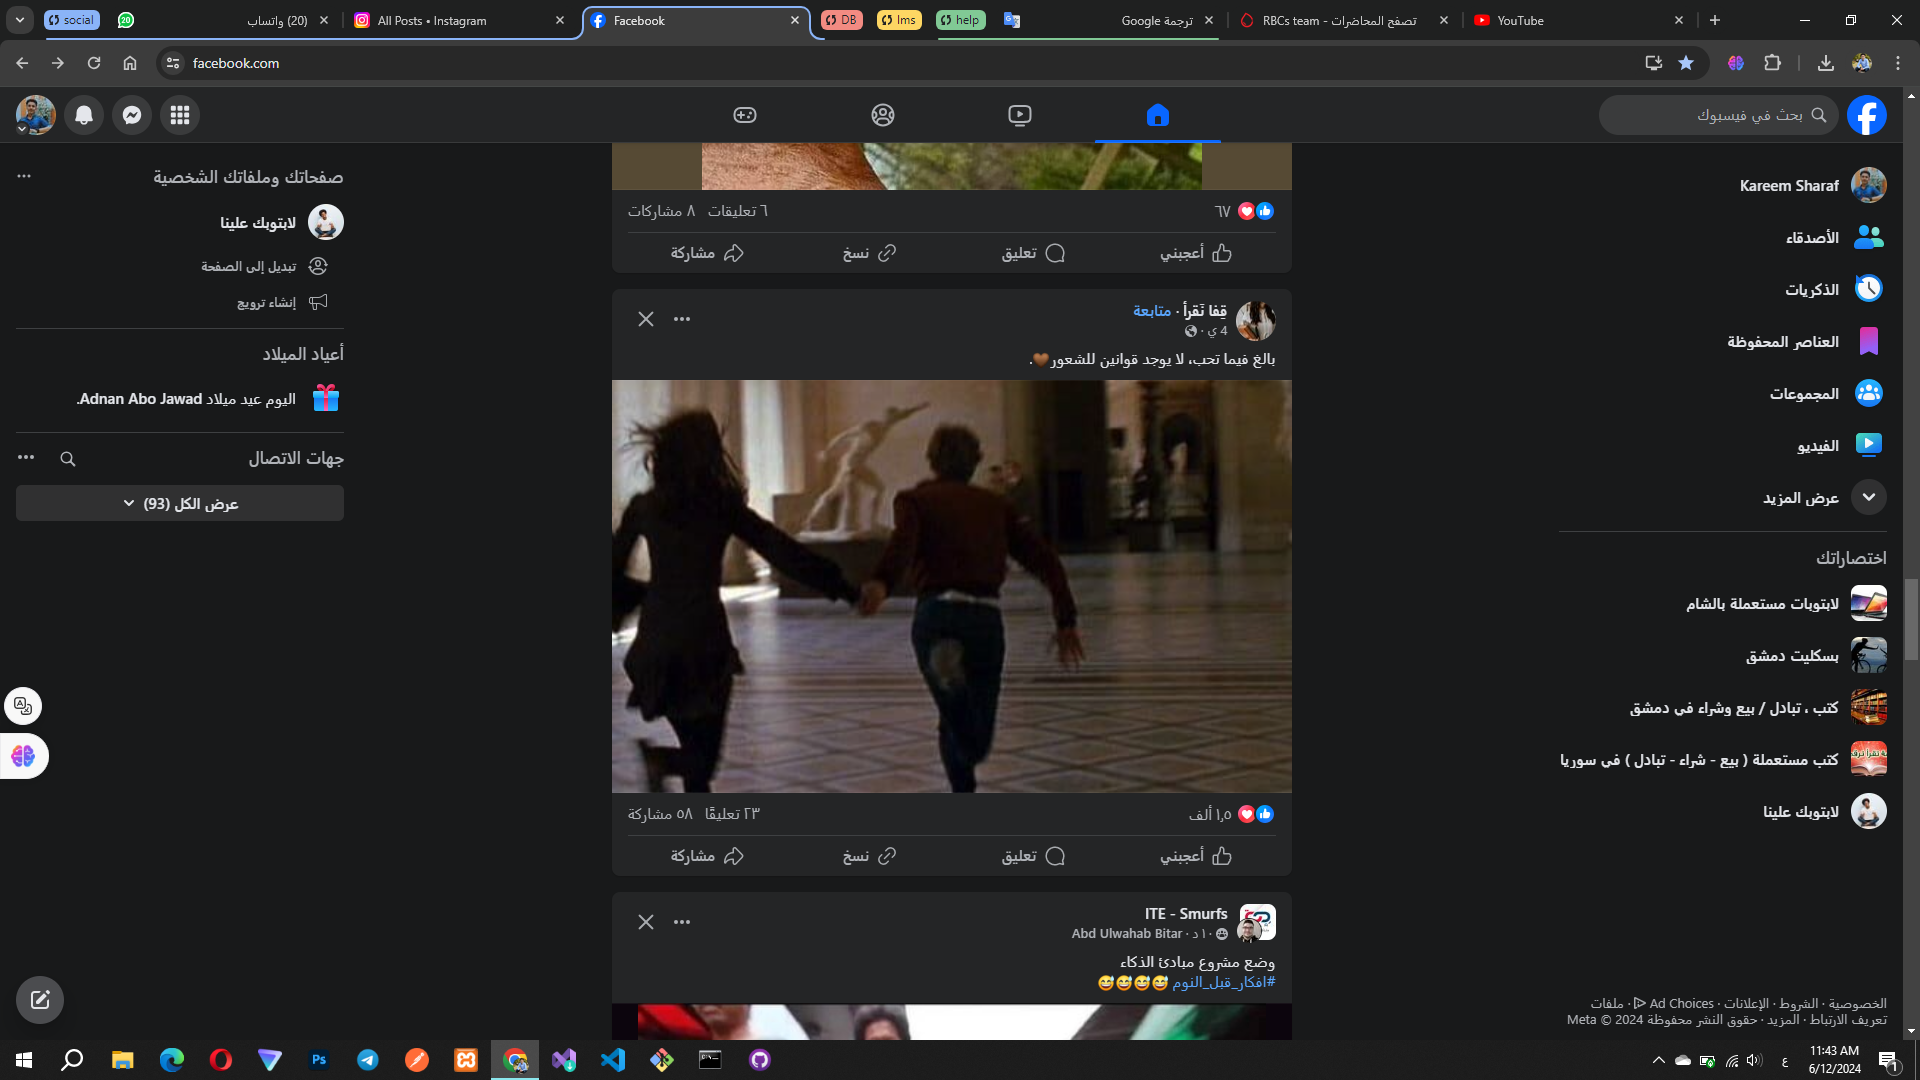 social
(20) واتساب
All Posts • Instagram
Facebook
DB
lms
help
ترجمة Google
RBCs team - تصفح المحاضرات
YouTube
facebook.com
بحث في فيسبوك
Kareem Sharaf
الأصدقاء
الذكريات
العناصر المحفوظة
المجموعات
الفيديو
عرض المزيد
اختصاراتك
لابتوبات مستعملة بالشام
بسكليت دمشق
كتب ، تبادل / بيع وشراء في دمشق
كتب مستعملة ( بيع - شراء - تبادل ) في سوريا
لابتوبك علينا
الخصوصية · الشروط · الإعلانات · Ad Choices · ملفات
تعريف الارتباط · المزيد · حقوق النشر محفوظة Meta © 2024
٦٧
٦ تعليقات ٨ مشاركات
أعجبني
تعليق
نسخ
مشاركة
قِفا نَقرأ · متابعة
4 ي ·
بالغ فيما تحب، لا يوجد قوانين للشعور🤎.
١٫٥ ألف
٢٣ تعليقًا ٥٨ مشاركة
أعجبني
تعليق
نسخ
مشاركة
ITE - Smurfs
Abd Ulwahab Bitar · ١٠ د ·
وضع مشروع مبادئ الذكاء
#افكار_قبل_النوم 😅😅😅😅
صفحاتك وملفاتك الشخصية
لابتوبك علينا
تبديل إلى الصفحة
إنشاء ترويج
أعياد الميلاد
اليوم عيد ميلاد Adnan Abo Jawad.
جهات الاتصال
عرض الكل (93)
Ps
ع
11:43 AM
6/12/2024
1